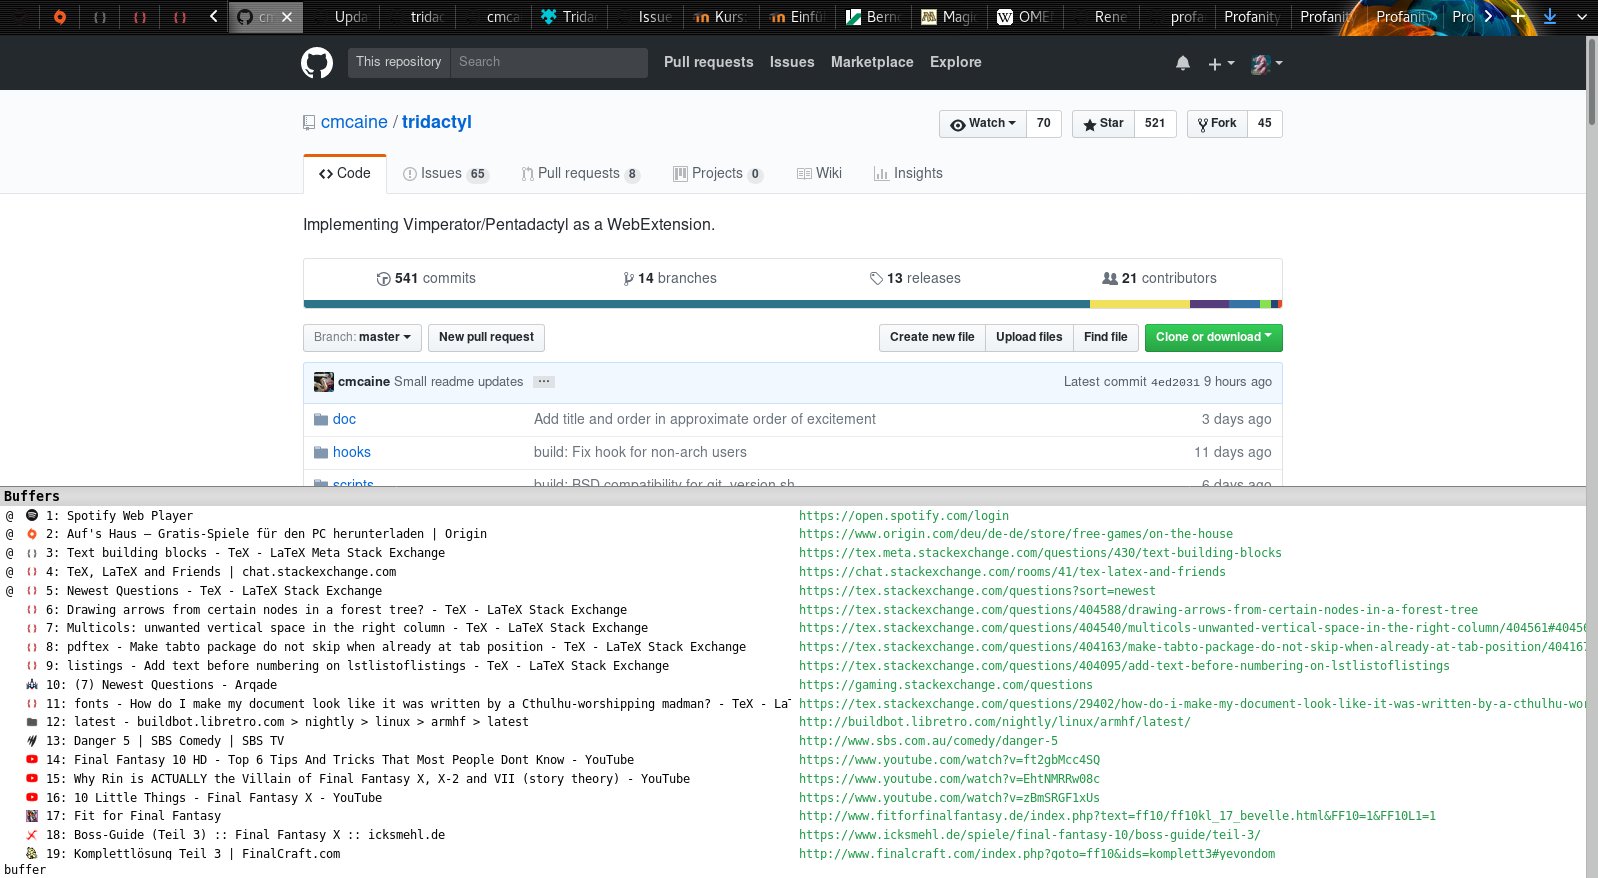 cm Upda tridac cmca Trida Issue Kurs: Einfü Bern Magic W OME Rene profa Profanity Profanit Profanity Pro
This repository Search Pull requests Issues Marketplace Explore
cmcaine / tridactyl
Watch 70 Star 521 Fork 45
Code Issues 65 Pull requests 8 Projects 0 Wiki Insights
Implementing Vimperator/Pentadactyl as a WebExtension.
541 commits 14 branches 13 releases 21 contributors
Branch: master New pull request Create new file Upload files Find file Clone or download
cmcaine Small readme updates ... Latest commit 4ed2031 9 hours ago
doc Add title and order in approximate order of excitement 3 days ago
hooks build: Fix hook for non-arch users 11 days ago
scripts build: BSD compatibility for git_version.sh 6 days ago
Buffers
@ 1: Spotify Web Player https://open.spotify.com/login
@ 2: Auf's Haus – Gratis-Spiele für den PC herunterladen | Origin https://www.origin.com/deu/de-de/store/free-games/on-the-house
@ 3: Text building blocks - TeX - LaTeX Meta Stack Exchange https://tex.meta.stackexchange.com/questions/430/text-building-blocks
@ 4: TeX, LaTeX and Friends | chat.stackexchange.com https://chat.stackexchange.com/rooms/41/tex-latex-and-friends
@ 5: Newest Questions - TeX - LaTeX Stack Exchange https://tex.stackexchange.com/questions?sort=newest
6: Drawing arrows from certain nodes in a forest tree? - TeX - LaTeX Stack Exchange https://tex.stackexchange.com/questions/404588/drawing-arrows-from-certain-nodes-in-a-forest-tree
7: Multicols: unwanted vertical space in the right column - TeX - LaTeX Stack Exchange https://tex.stackexchange.com/questions/404540/multicols-unwanted-vertical-space-in-the-right-column/404561#40456
8: pdftex - Make tabto package do not skip when already at tab position - TeX - LaTeX Stack Exchange https://tex.stackexchange.com/questions/404163/make-tabto-package-do-not-skip-when-already-at-tab-position/404167
9: listings - Add text before numbering on lstlistoflistings - TeX - LaTeX Stack Exchange https://tex.stackexchange.com/questions/404095/add-text-before-numbering-on-lstlistoflistings
10: (7) Newest Questions - Arqade https://gaming.stackexchange.com/questions
11: fonts - How do I make my document look like it was written by a Cthulhu-worshipping madman? - TeX - LaT https://tex.stackexchange.com/questions/29402/how-do-i-make-my-document-look-like-it-was-written-by-a-cthulhu-wor
12: latest - buildbot.libretro.com > nightly > linux > armhf > latest http://buildbot.libretro.com/nightly/linux/armhf/latest/
13: Danger 5 | SBS Comedy | SBS TV http://www.sbs.com.au/comedy/danger-5
14: Final Fantasy 10 HD - Top 6 Tips And Tricks That Most People Dont Know - YouTube https://www.youtube.com/watch?v=ft2gbMcc4SQ
15: Why Rin is ACTUALLY the Villain of Final Fantasy X, X-2 and VII (story theory) - YouTube https://www.youtube.com/watch?v=EhtNMRRw08c
16: 10 Little Things - Final Fantasy X - YouTube https://www.youtube.com/watch?v=zBmSRGF1xUs
17: Fit for Final Fantasy http://www.fitforfinalfantasy.de/index.php?text=ff10/ff10kl_17_bevelle.html&FF10=1&FF10L1=1
18: Boss-Guide (Teil 3) :: Final Fantasy X :: icksmehl.de https://www.icksmehl.de/spiele/final-fantasy-10/boss-guide/teil-3/
19: Komplettlösung Teil 3 | FinalCraft.com http://www.finalcraft.com/index.php?goto=ff10&ids=komplett3#yevondom
buffer